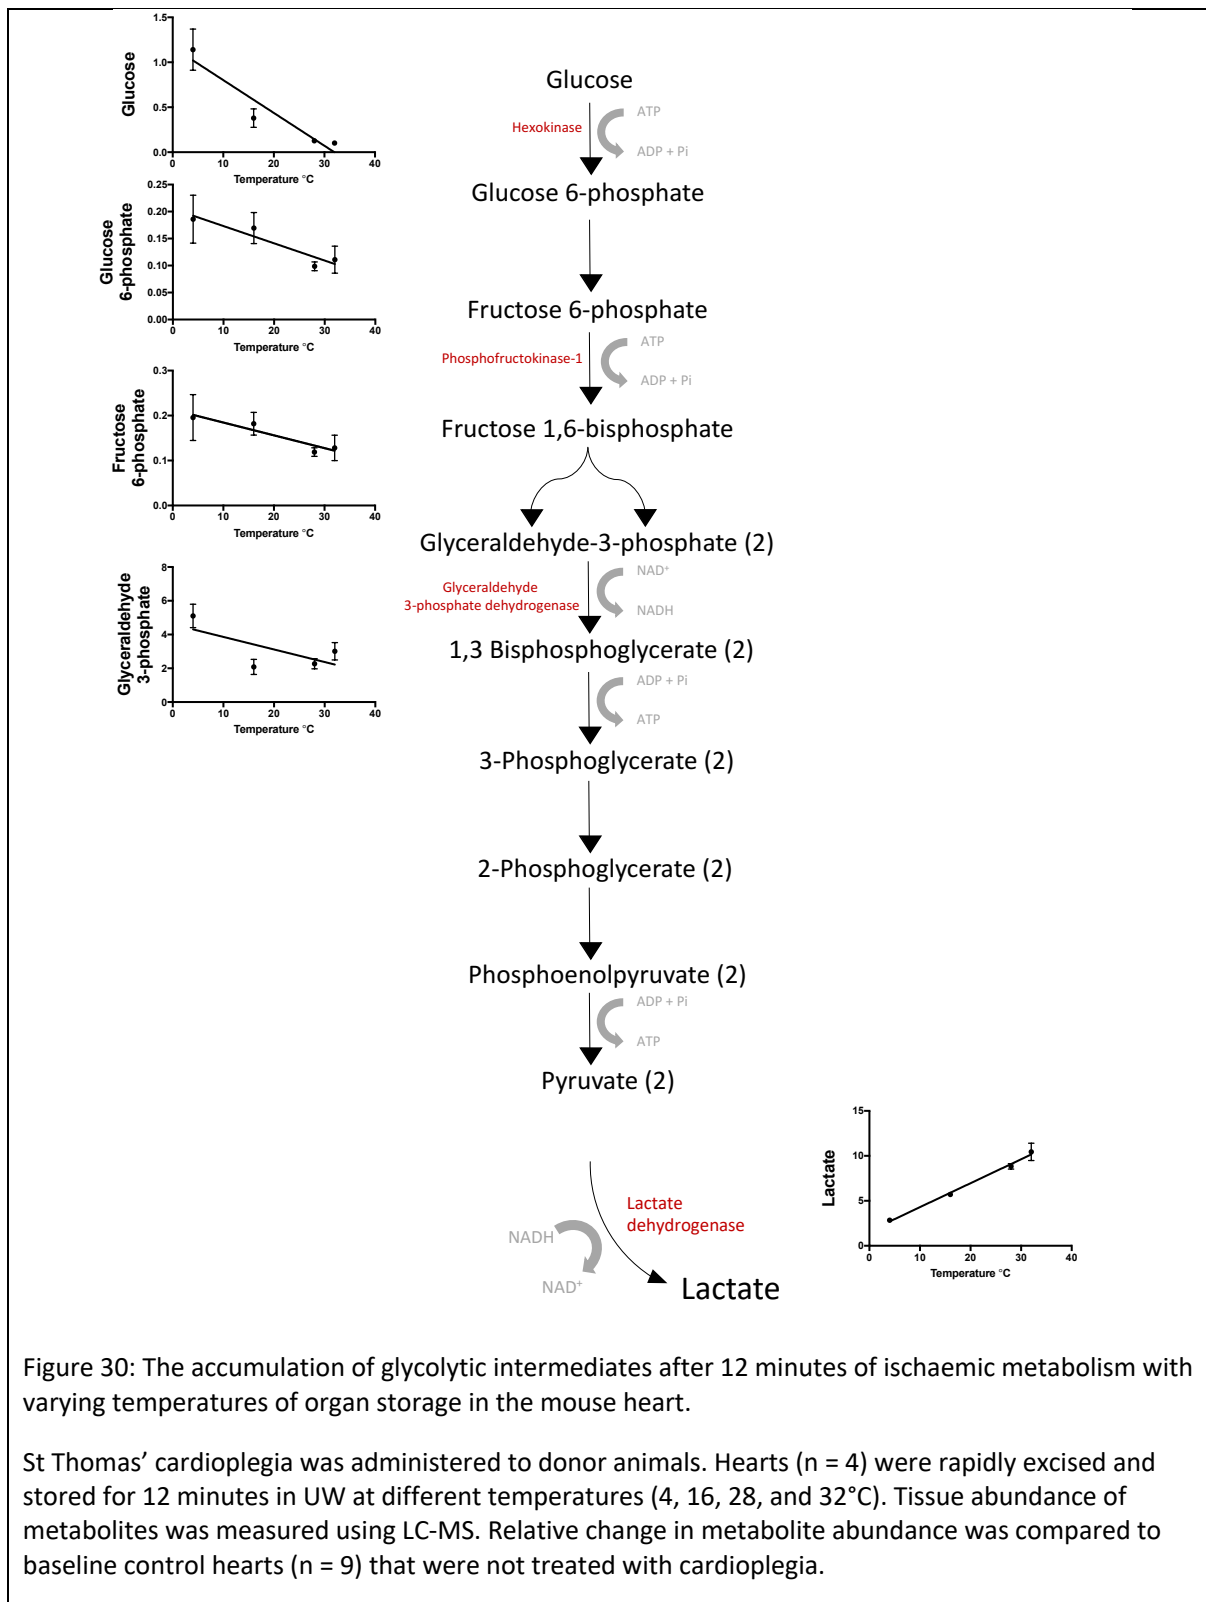 Glucose
1.5
1.0
0.5
0.0
0 10 20 30 40
Temperature °C
Glucose
6-phosphate
0.25
0.20
0.15
0.10
0.05
0.00
0 10 20 30 40
Temperature °C
Fructose
6-phosphate
0.3
0.2
0.1
0.0
0 10 20 30 40
Temperature °C
Glyceraldehyde
3-phosphate
8
6
4
2
0
0 10 20 30 40
Temperature °C
Glucose
Hexokinase
ATP
ADP + Pi
Glucose 6-phosphate
Fructose 6-phosphate
Phosphofructokinase-1
ATP
ADP + Pi
Fructose 1,6-bisphosphate
Glyceraldehyde-3-phosphate (2)
Glyceraldehyde
3-phosphate dehydrogenase
NAD⁺
NADH
1,3 Bisphosphoglycerate (2)
ADP + Pi
ATP
3-Phosphoglycerate (2)
2-Phosphoglycerate (2)
Phosphoenolpyruvate (2)
ADP + Pi
ATP
Pyruvate (2)
Lactate
dehydrogenase
NADH
NAD⁺
Lactate
Lactate
15
10
5
0
0 10 20 30 40
Temperature °C
Figure 30: The accumulation of glycolytic intermediates after 12 minutes of ischaemic metabolism with
varying temperatures of organ storage in the mouse heart.
St Thomas’ cardioplegia was administered to donor animals. Hearts (n = 4) were rapidly excised and
stored for 12 minutes in UW at different temperatures (4, 16, 28, and 32°C). Tissue abundance of
metabolites was measured using LC-MS. Relative change in metabolite abundance was compared to
baseline control hearts (n = 9) that were not treated with cardioplegia.